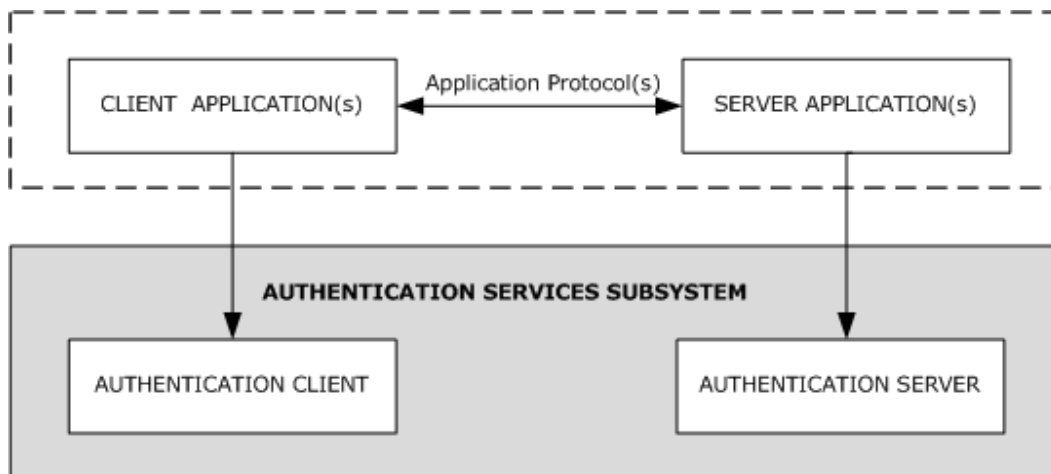 Application Protocol(s)
CLIENT APPLICATION(s)
SERVER APPLICATION(s)
AUTHENTICATION SERVICES SUBSYSTEM
AUTHENTICATION CLIENT
AUTHENTICATION SERVER